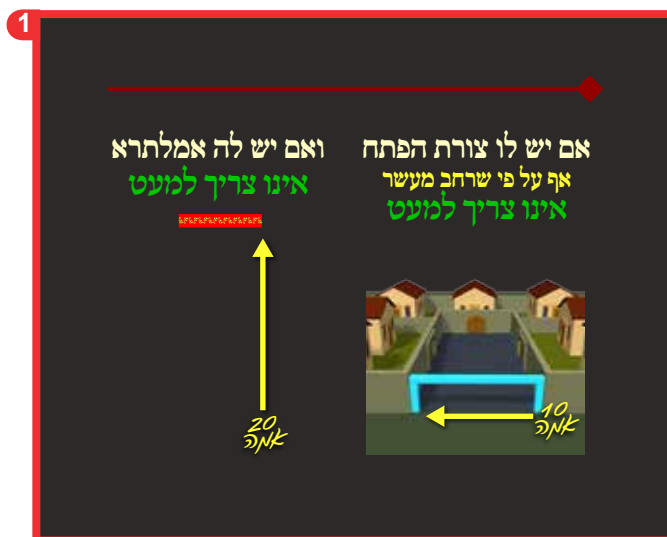 1
אם יש לו צורת הפתח
אף על פי שרחב מעשר
אינו צריך למעט
10
אמה
ואם יש לה אמלתרא
אינו צריך למעט
20
אמה